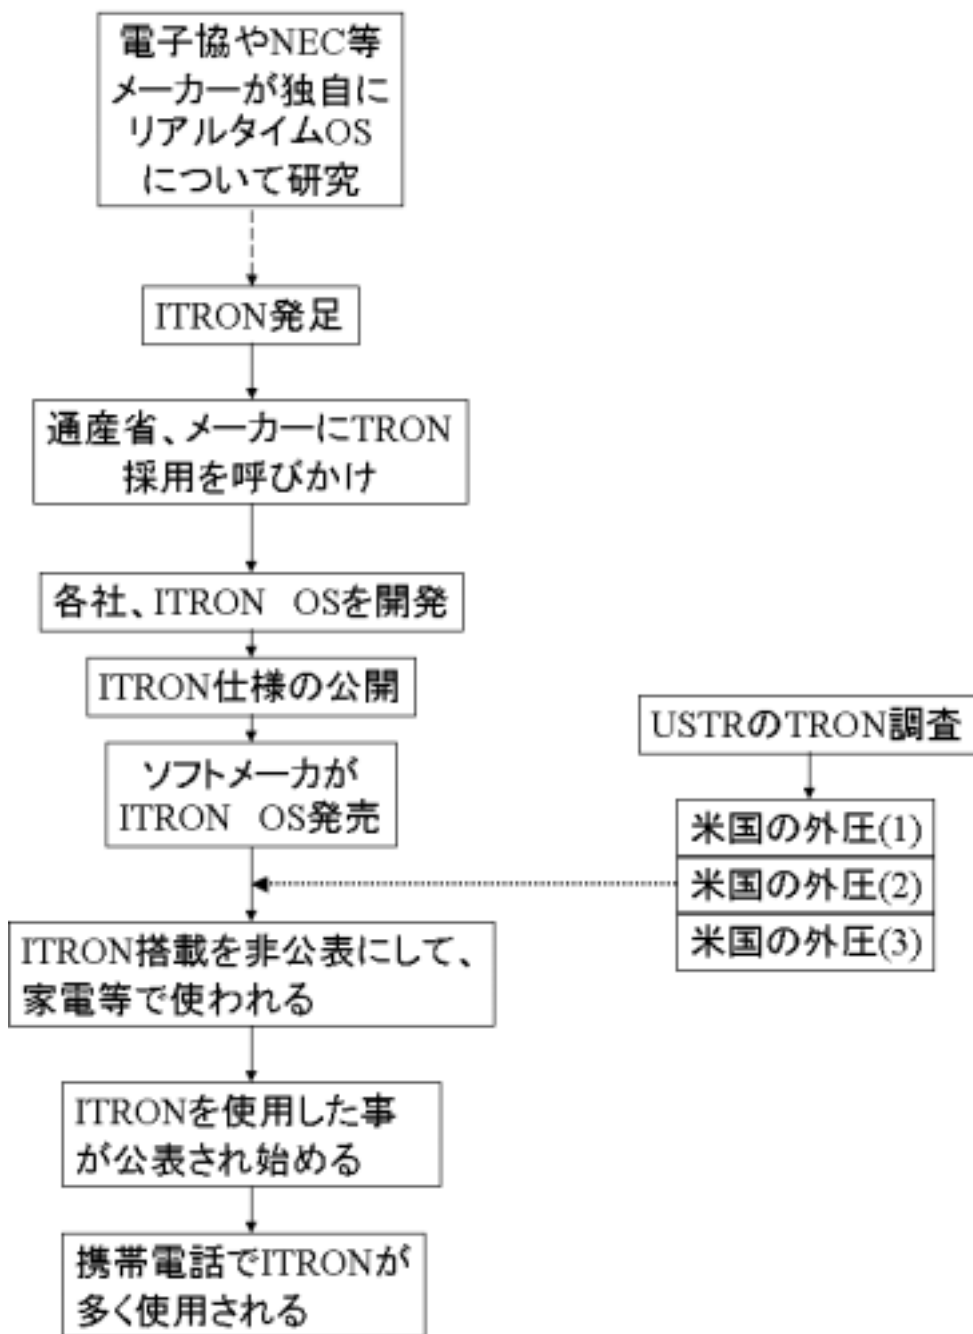 電子協やNEC等
メーカーが独自に
リアルタイムOS
について研究
ITRON発足
通産省、メーカーにTRON
採用を呼びかけ
各社、ITRON　OSを開発
ITRON仕様の公開
ソフトメーカが
ITRON　OS発売
USTRのTRON調査
米国の外圧(1)
米国の外圧(2)
米国の外圧(3)
ITRON搭載を非公表にして、
家電等で使われる
ITRONを使用した事
が公表され始める
携帯電話でITRONが
多く使用される